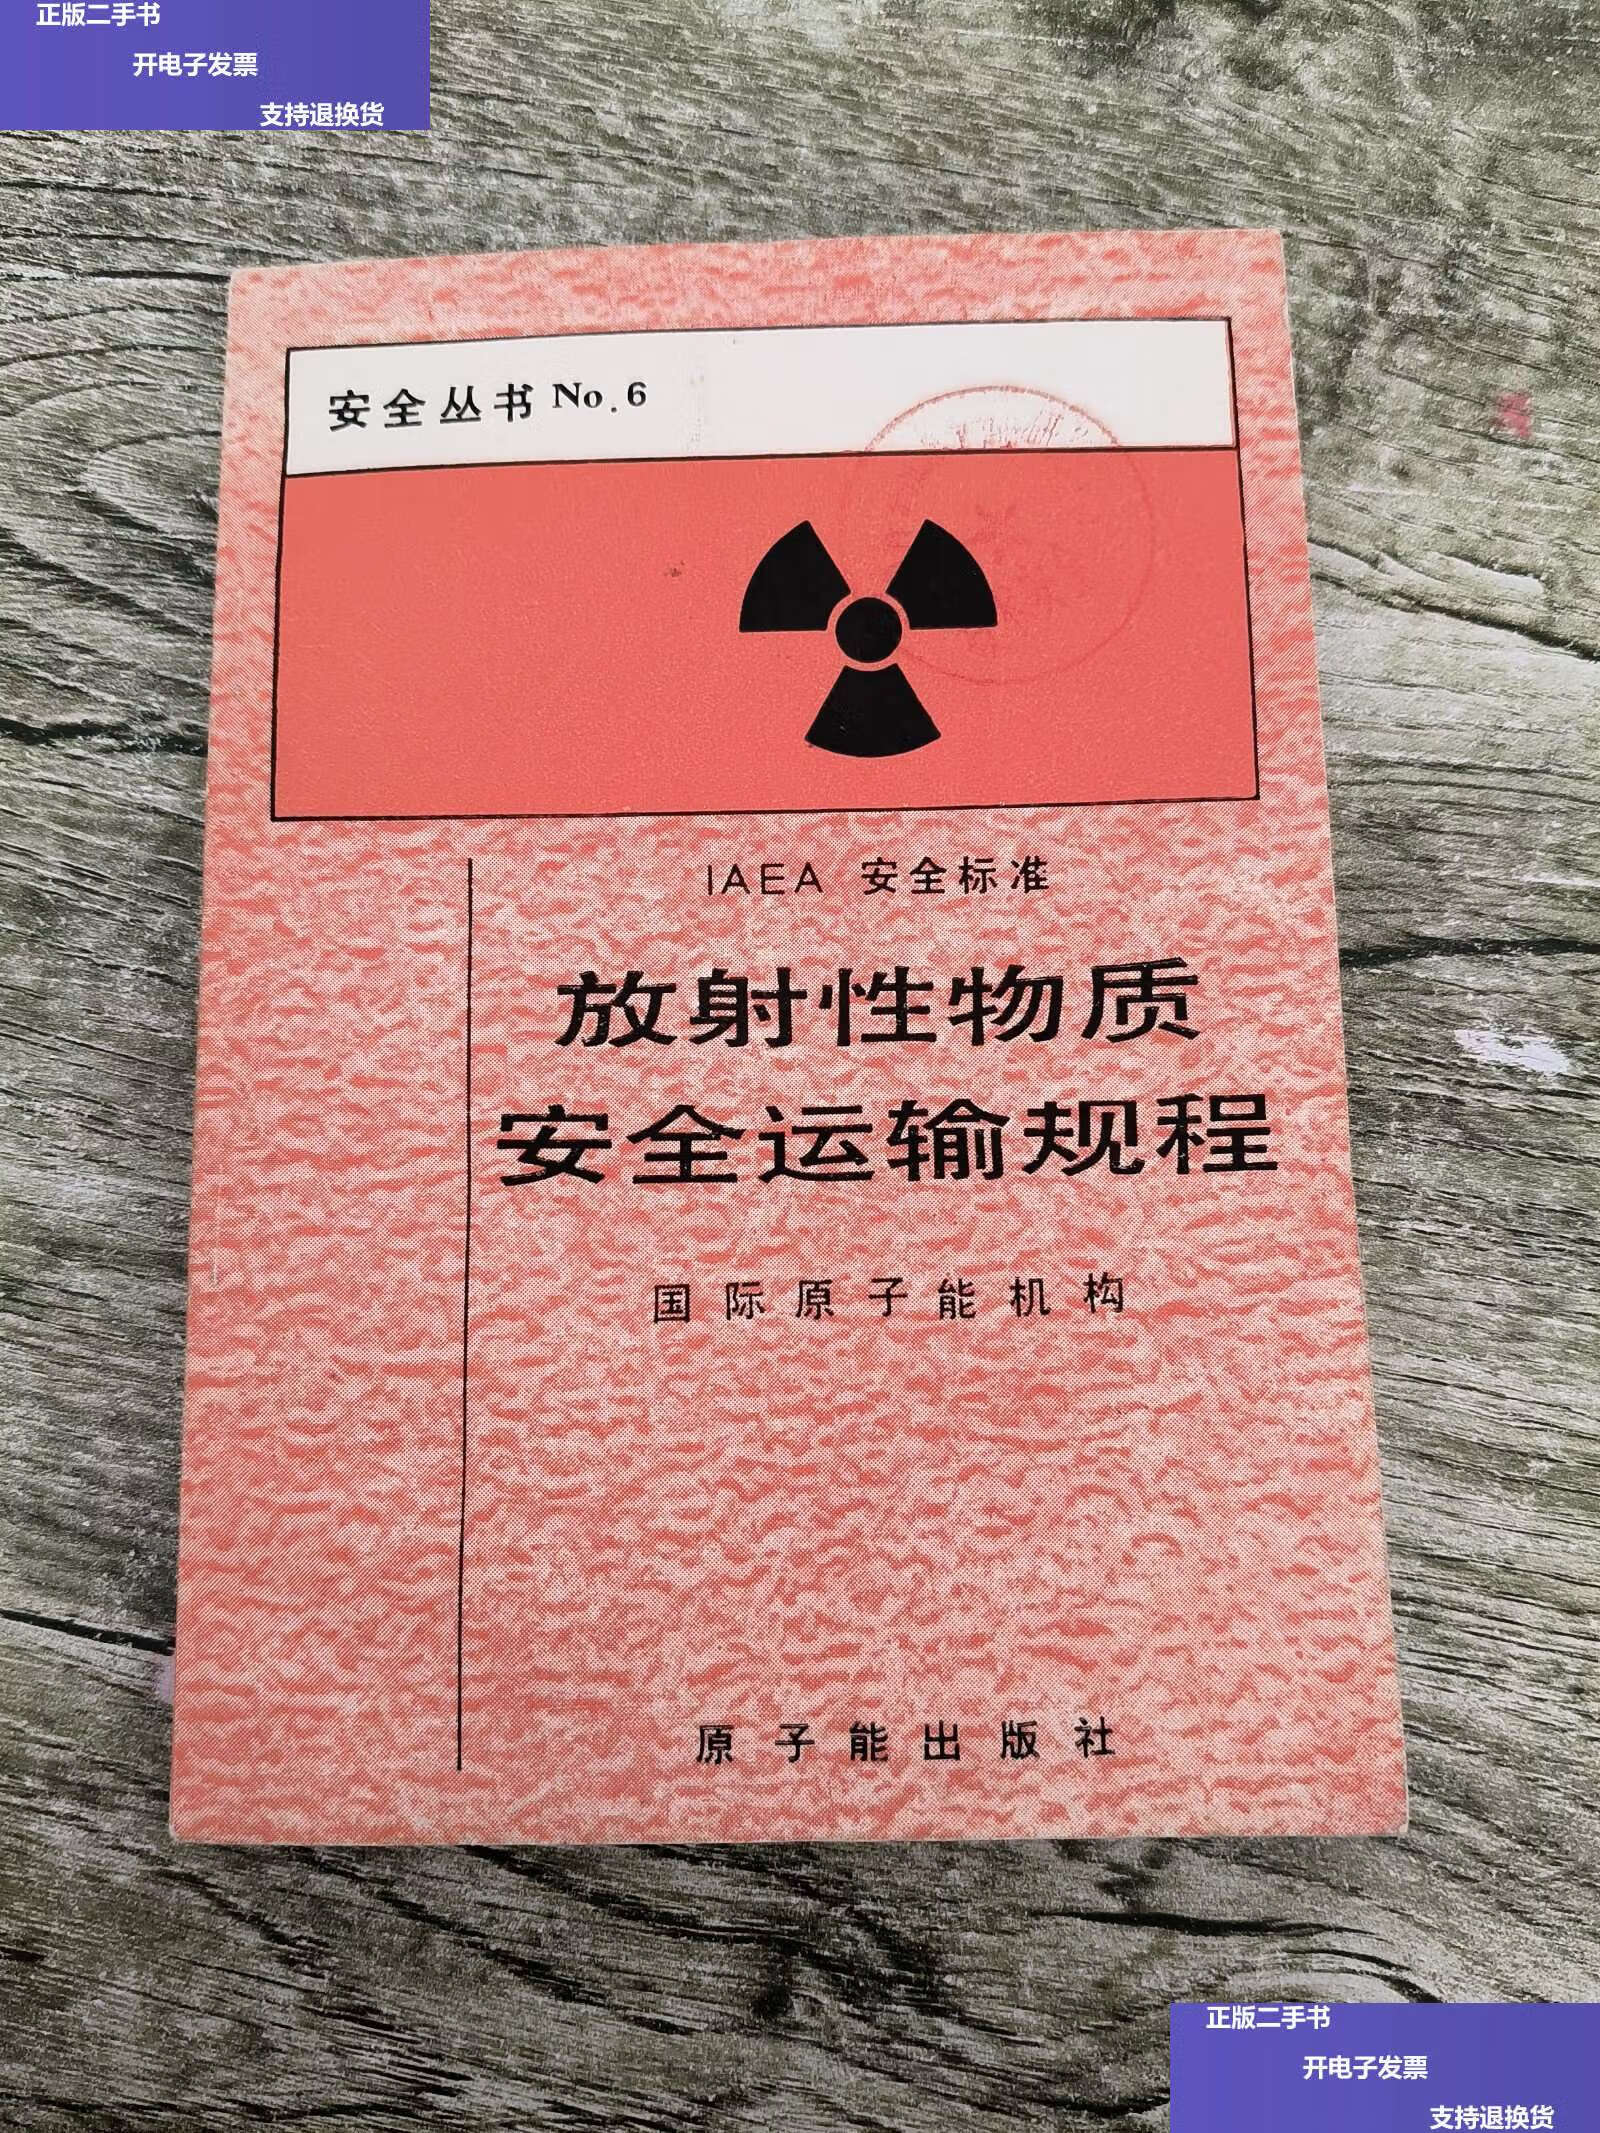 正版二手书
开电子发票
支持退换货
安全丛书 No.6
IAEA 安全标准
放射性物质
安全运输规程
国际原子能机构
原子能出版社
正版二手书
开电子发票
支持退换货